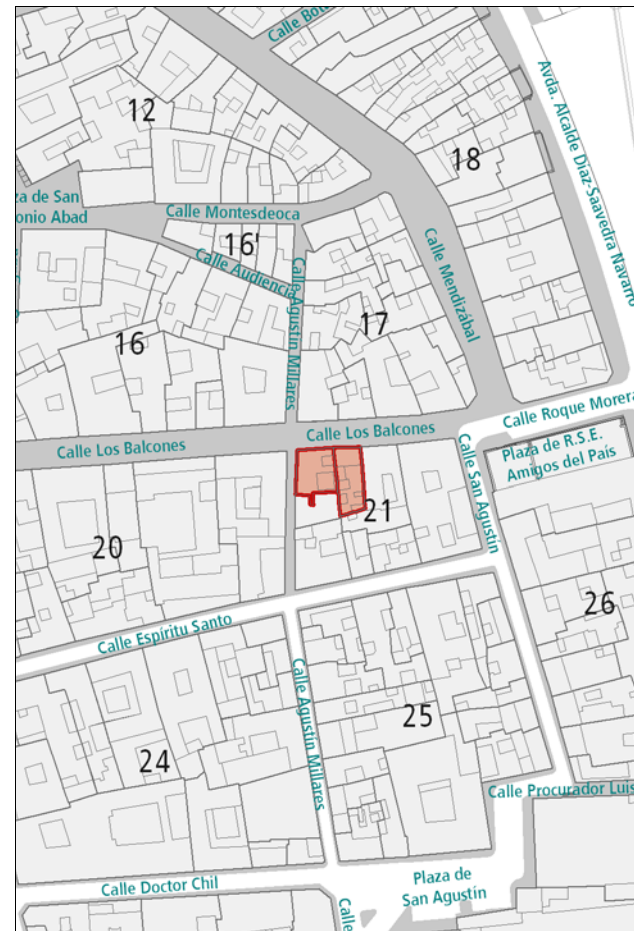 Calle Bot
Avda. Alcalde Díaz-Saavedra Navarro
12
18
za de San
onio Abad
Calle Montesdeoca
16'
Calle Audiencia
Calle Agustín Millares
Calle Mendizábal
17
16
Calle Los Balcones
Calle Los Balcones
Calle Roque Morera
Plaza de R.S.E.
Amigos del País
Calle San Agustín
21
20
26
Calle Espíritu Santo
Calle Agustín Millares
25
24
Calle Procurador Luis
Calle Doctor Chil
Plaza de
San Agustín
Calle